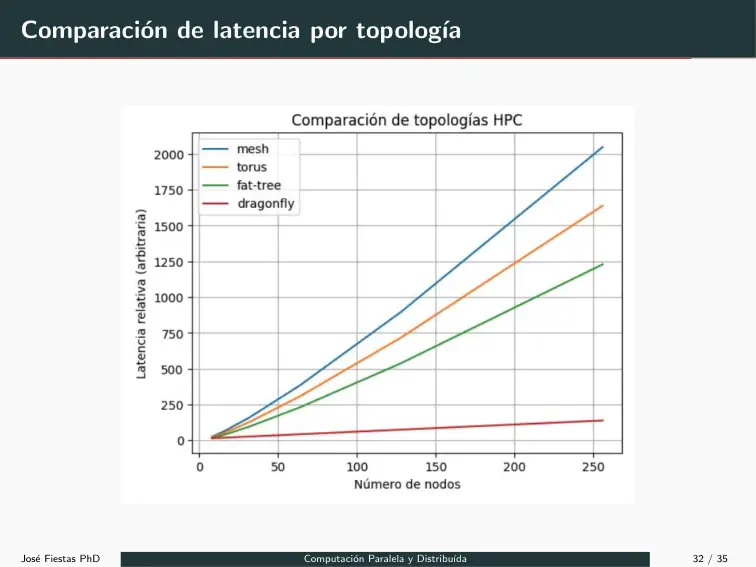 Comparación de latencia por topología
Comparación de topologías HPC
mesh
torus
fat-tree
dragonfly
2000
1750
1500
1250
1000
750
500
250
0
Latencia relativa (arbitraria)
0 50 100 150 200 250
Número de nodos
José Fiestas PhD Computación Paralela y Distribuída 32 / 35